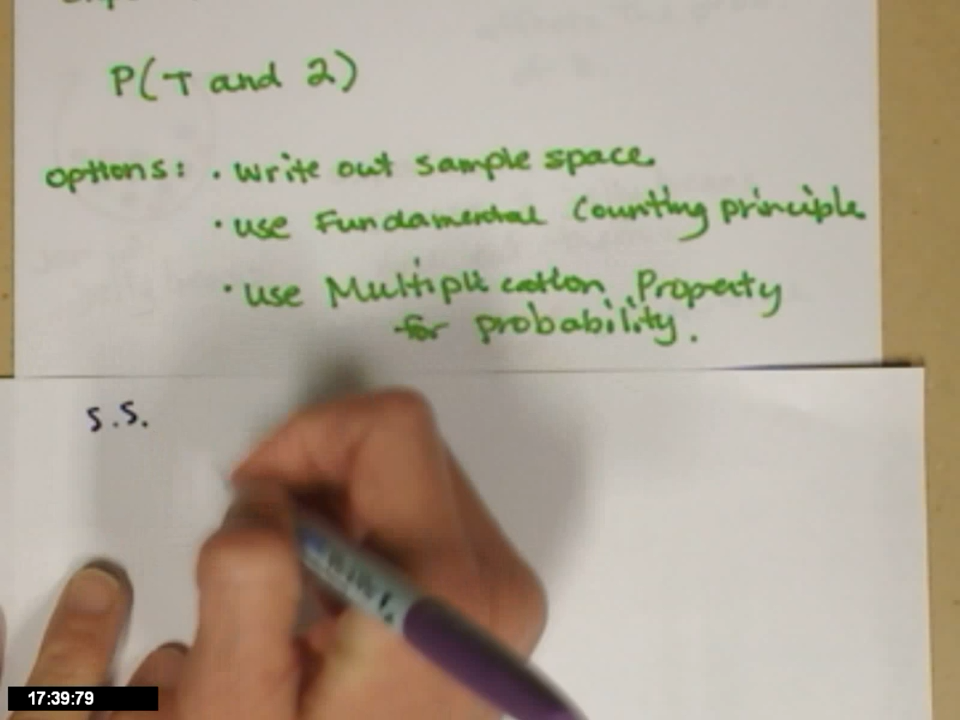 P(T and 2)
options: · write out sample space.
· use Fundamental Counting principle.
· use Multiplication Property
for probability.
S.S.
17:39:79